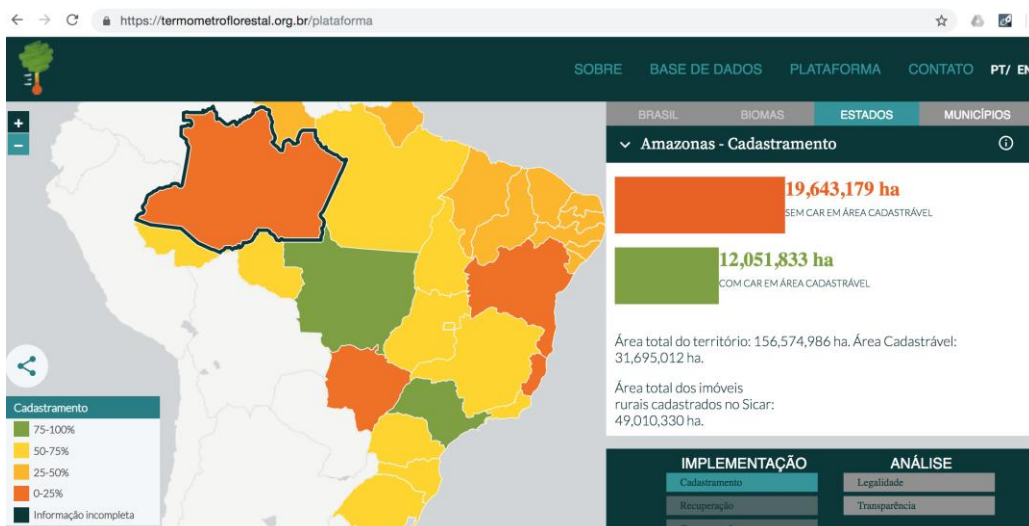 https://termometroflorestal.org.br/plataforma
SOBRE BASE DE DADOS PLATAFORMA CONTATO PT/ EN
+
−
BRASIL BIOMAS ESTADOS MUNICÍPIOS
Amazonas - Cadastramento
19,643,179 ha
SEM CAR EM ÁREA CADASTRÁVEL
12,051,833 ha
COM CAR EM ÁREA CADASTRÁVEL
Área total do território: 156,574,986 ha. Área Cadastrável:
31,695,012 ha.
Área total dos imóveis
rurais cadastrados no Sicar:
49,010,330 ha.
Cadastramento
75-100%
50-75%
25-50%
0-25%
Informação incompleta
IMPLEMENTAÇÃO ANÁLISE
Cadastramento Legalidade
Recuperação Transparência